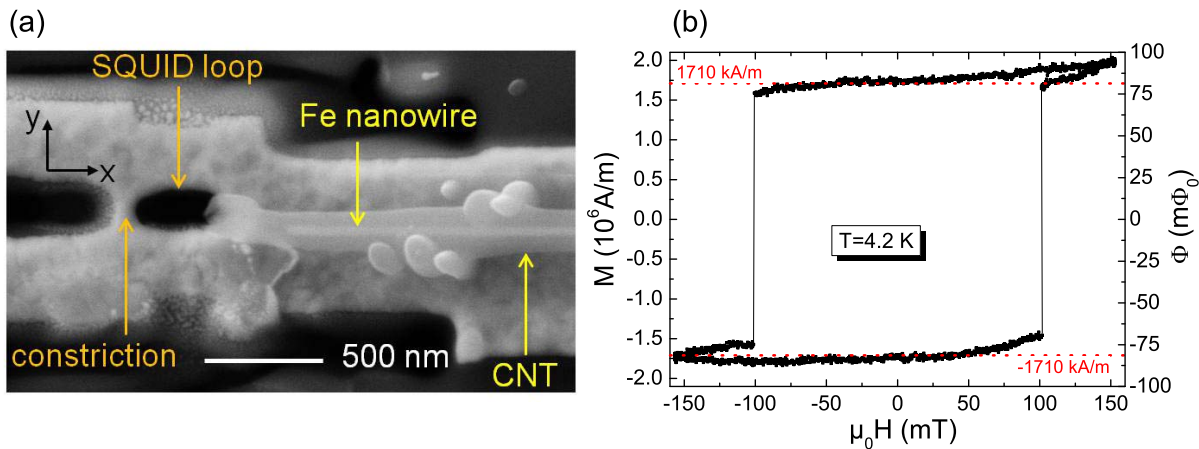 (a)
SQUID loop
Fe nanowire
y
x
constriction
500 nm
CNT
(b)
2.0
1.5
1.0
0.5
0.0
-0.5
-1.0
-1.5
-2.0
M (10⁶A/m)
1710 kA/m
T=4.2 K
-1710 kA/m
100
75
50
25
0
-25
-50
-75
-100
Φ (mΦ₀)
-150 -100 -50 0 50 100 150
μ₀H (mT)